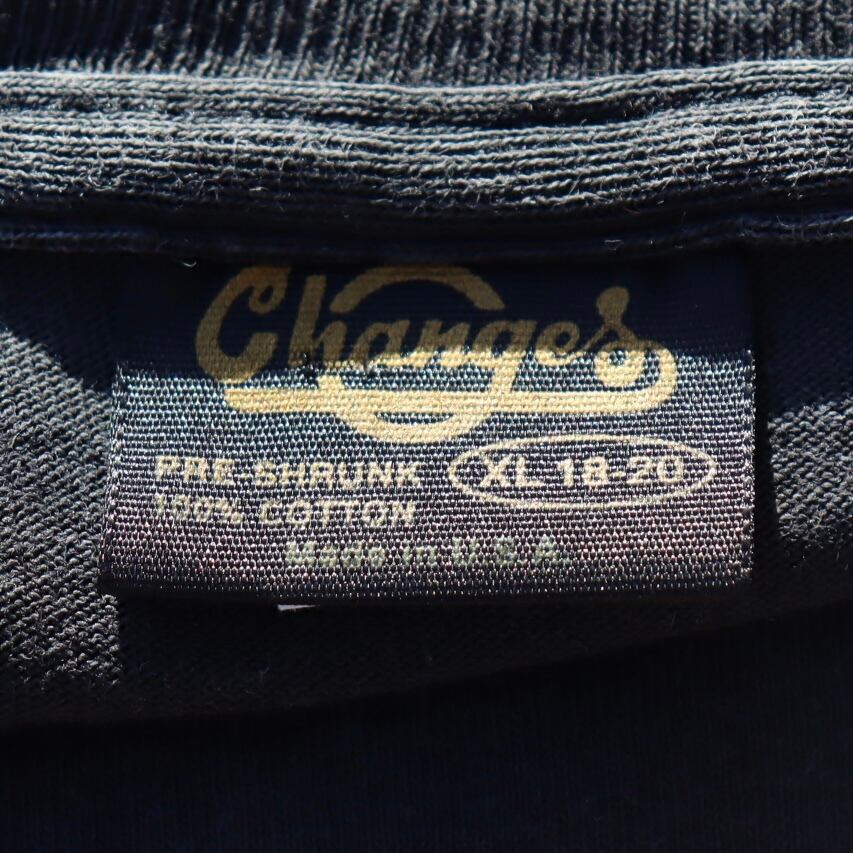 Changes
PRE-SHRUNK XL 18-20
100% COTTON
Made in U.S.A.